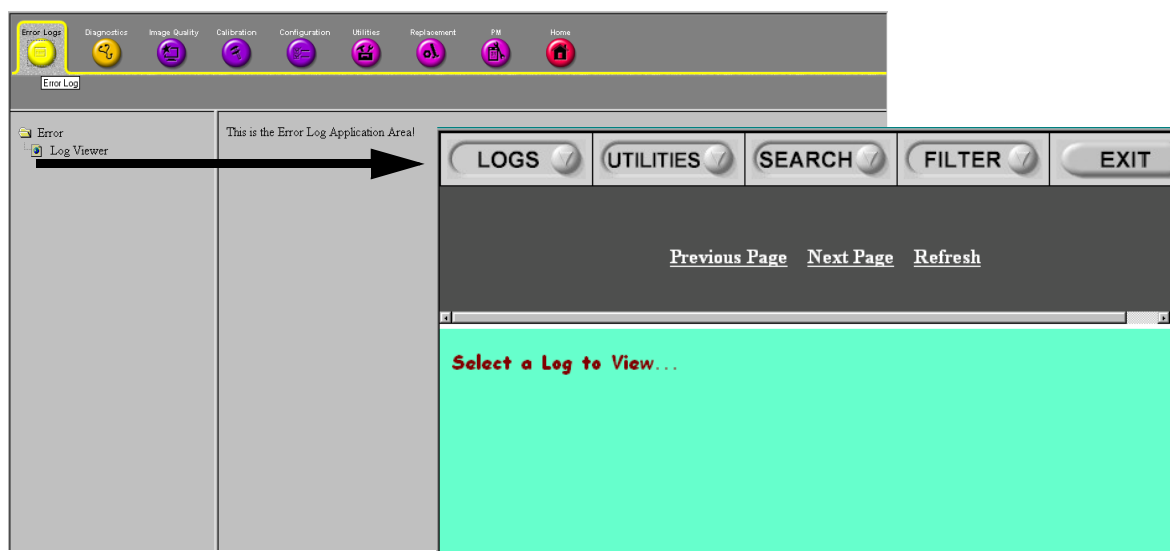 Error Logs Diagnostics Image Quality Calibration Configuration Utilities Replacement PM Home
Error Log
Error
Log Viewer
This is the Error Log Application Area!
LOGS UTILITIES SEARCH FILTER EXIT
Previous Page Next Page Refresh
Select a Log to View...